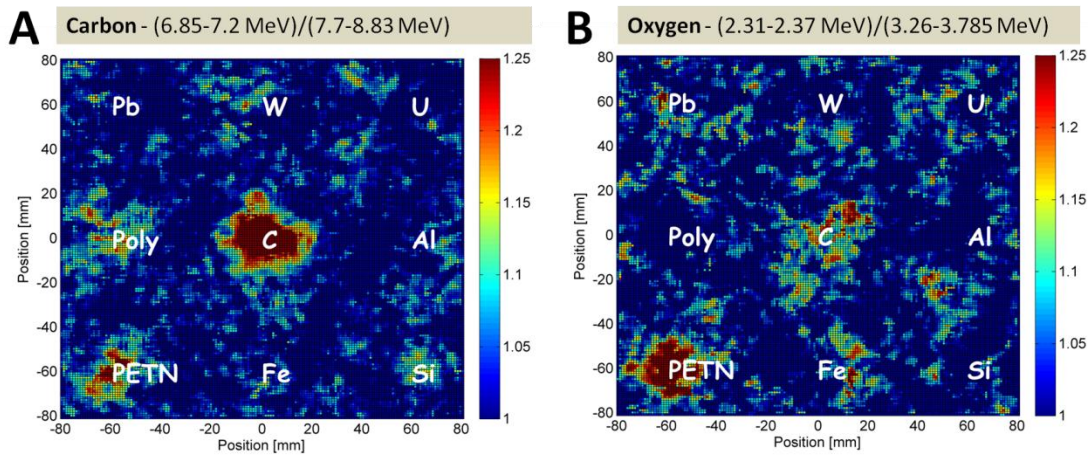 A
Carbon - (6.85-7.2 MeV)/(7.7-8.83 MeV)
80
60
40
20
0
-20
-40
-60
-80
Position [mm]
Pb W U
Poly C Al
PETN Fe Si
-80 -60 -40 -20 0 20 40 60 80
Position [mm]
1.25
1.2
1.15
1.1
1.05
1
B
Oxygen - (2.31-2.37 MeV)/(3.26-3.785 MeV)
80
60
40
20
0
-20
-40
-60
-80
Position [mm]
Pb W U
Poly C Al
PETN Fe Si
-80 -60 -40 -20 0 20 40 60 80
Position [mm]
1.25
1.2
1.15
1.1
1.05
1